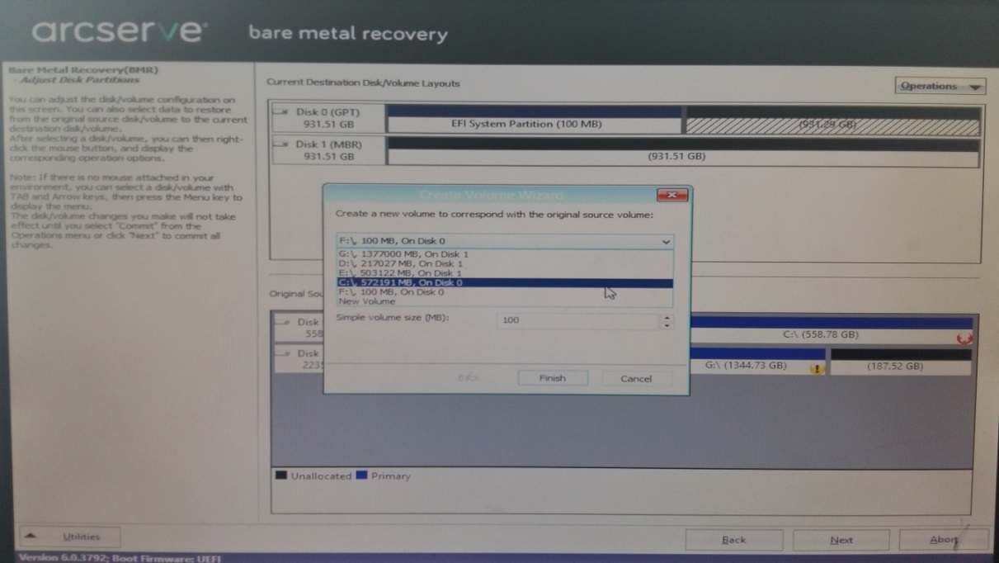 arcserve bare metal recovery
Bare Metal Recovery(BMR)
- Adjust Disk Partitions
You can adjust the disk/volume configuration on
this screen. You can also select data to restore
from the original source disk/volume to the current
destination disk/volume.
After selecting a disk/volume, you can then right-
click the mouse button, and display the
corresponding operation options.
Note: If there is no mouse attached in your
environment, you can select a disk/volume with
TAB and Arrow keys, then press the Menu key to
display the menu.
The disk/volume changes you make will not take
effect until you select "Commit" from the
Operations menu or click "Next" to commit all
changes.
Current Destination Disk/Volume Layouts
Operations
Disk 0 (GPT)
931.51 GB
EFI System Partition (100 MB)
(931.29 GB)
Disk 1 (MBR)
931.51 GB
(931.51 GB)
Create Volume Wizard
Create a new volume to correspond with the original source volume:
F:\, 100 MB, On Disk 0
G:\, 1377000 MB, On Disk 1
D:\, 217027 MB, On Disk 1
E:\, 503122 MB, On Disk 1
C:\, 572191 MB, On Disk 0
F:\, 100 MB, On Disk 0
New Volume
Simple volume size (MB):
100
Back
Finish
Cancel
Original Sou
Disk
558
C:\ (558.78 GB)
Disk
223
G:\ (1344.73 GB)
(187.52 GB)
Unallocated
Primary
Utilities
Back
Next
Abort
Version 6.0.3792; Boot Firmware: UEFI